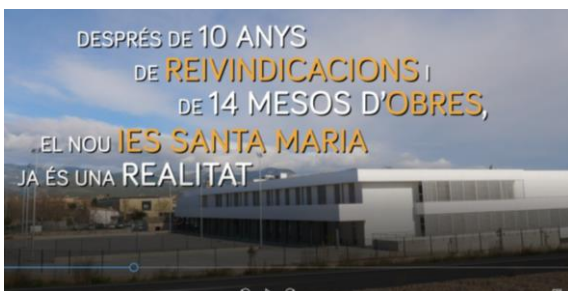 DESPRÉS DE 10 ANYS
DE REIVINDICACIONS I
DE 14 MESOS D'OBRES,
..EL NOU IES SANTA MARIA
JA ÉS UNA REALITAT